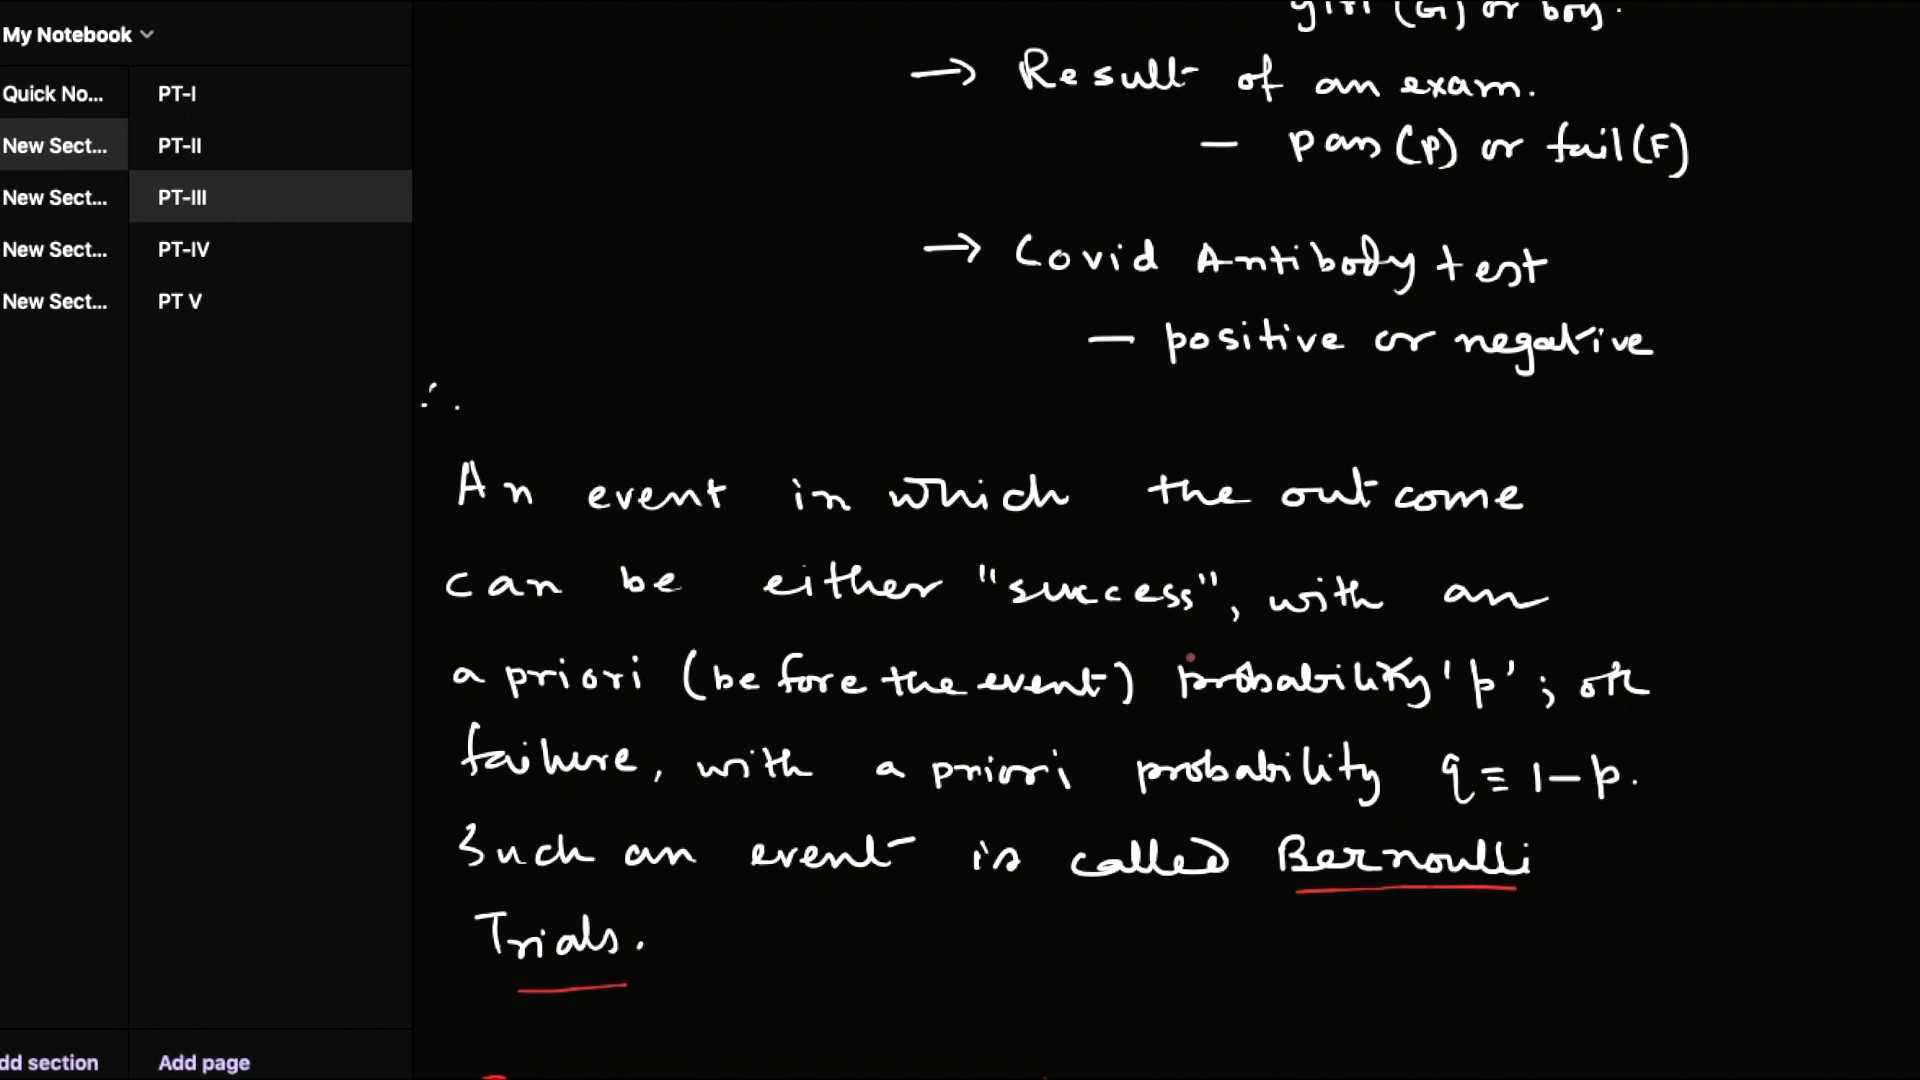 My Notebook
Quick No...
New Sect...
New Sect...
New Sect...
New Sect...
PT-I
PT-II
PT-III
PT-IV
PT V
dd section
Add page
girl (G) or boy.
→ Result of an exam.
— pass (P) or fail (F)
→ Covid Antibody test
— positive or negative
∴
An event in which the outcome
can be either "success", with an
a priori (before the event) probability 'p'; or
failure, with a priori probability q ≡ 1 – p.
Such an event is called Bernoulli
Trials.